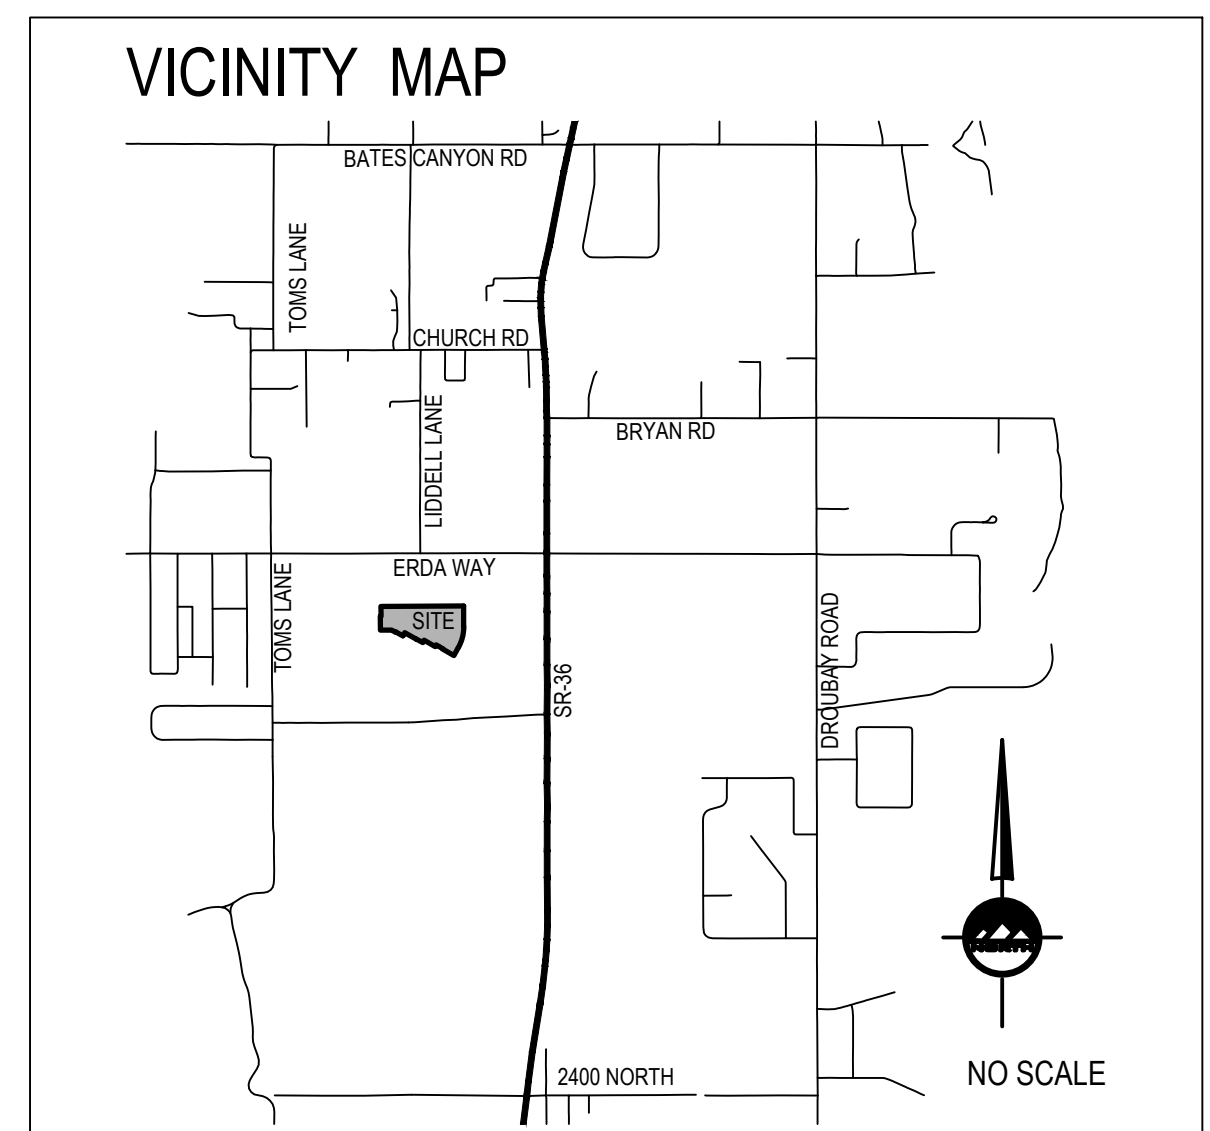 VICINITY MAP
BATES CANYON RD
TOMS LANE
CHURCH RD
LIDDELL LANE
BRYAN RD
ERDA WAY
TOMS LANE
SITE
SR-36
DROUBAY ROAD
NORTH
2400 NORTH
NO SCALE